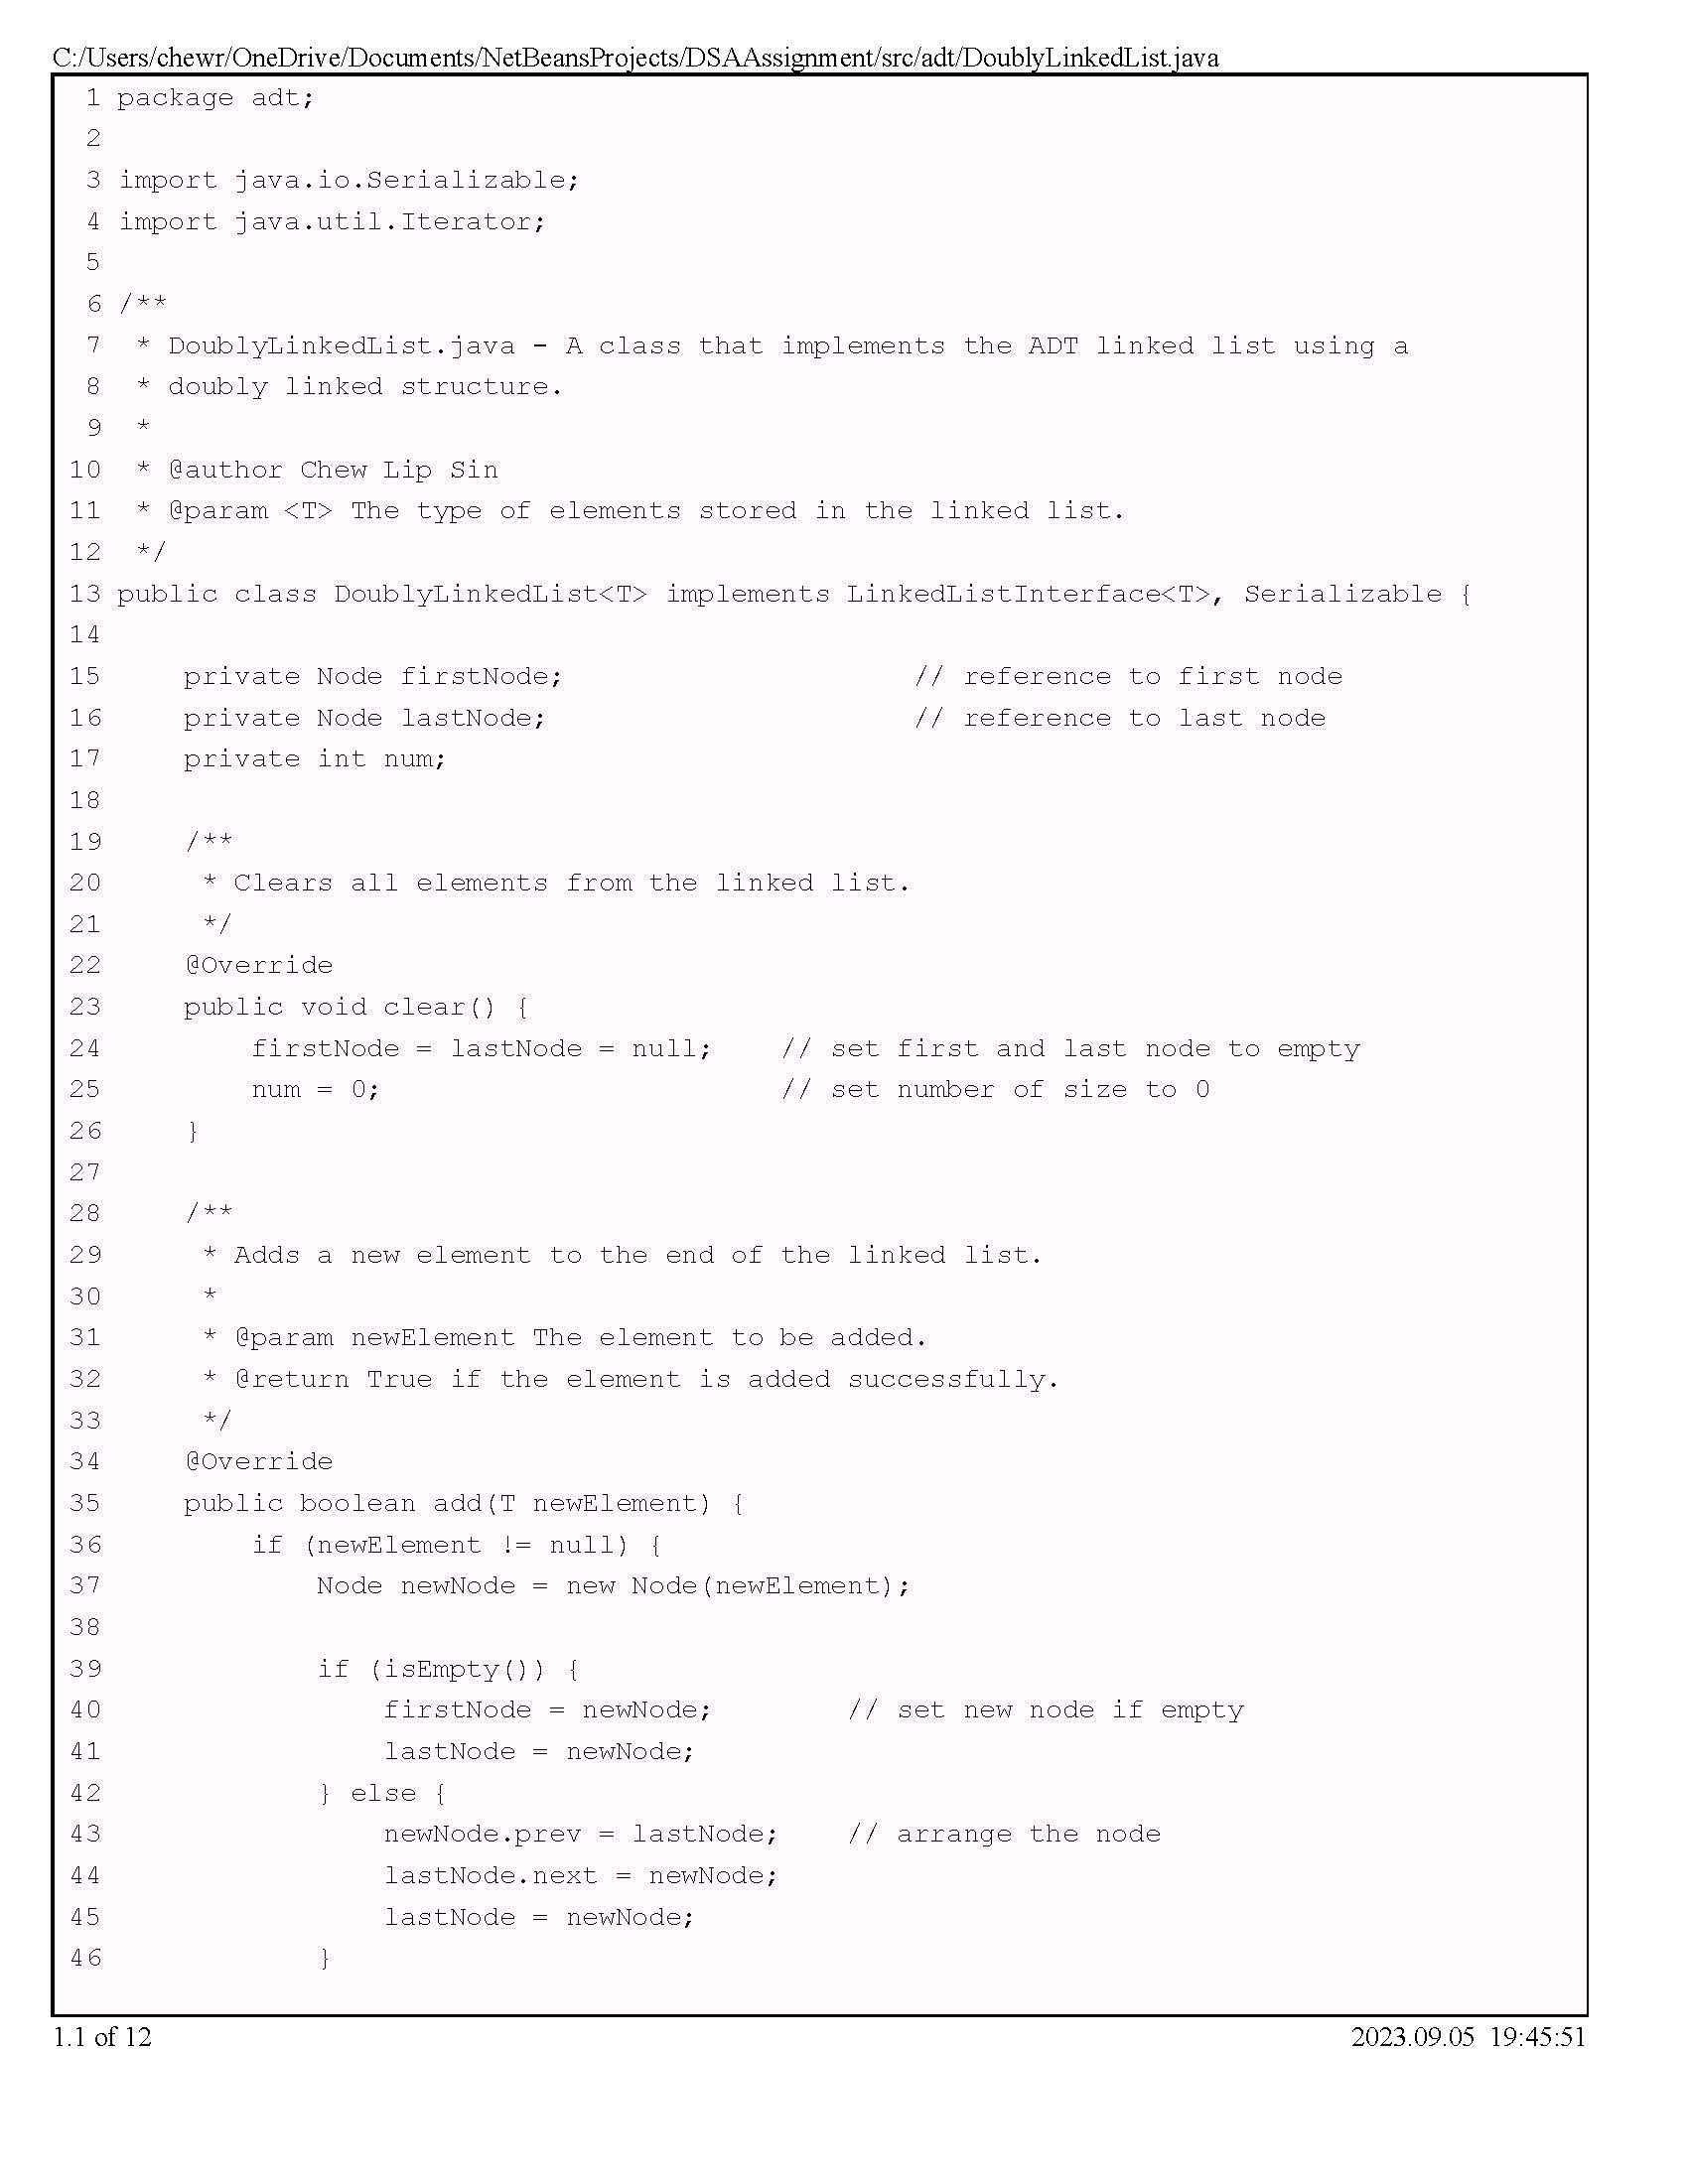 C:/Users/chewr/OneDrive/Documents/NetBeansProjects/DSAAssignment/src/adt/DoublyLinkedList.java
1 package adt;
2
3 import java.io.Serializable;
4 import java.util.Iterator;
5
6 /**
7  * DoublyLinkedList.java - A class that implements the ADT linked list using a
8  * doubly linked structure.
9  *
10  * @author Chew Lip Sin
11  * @param <T> The type of elements stored in the linked list.
12  */
13 public class DoublyLinkedList<T> implements LinkedListInterface<T>, Serializable {
14
15     private Node firstNode;                     // reference to first node
16     private Node lastNode;                      // reference to last node
17     private int num;
18
19     /**
20      * Clears all elements from the linked list.
21      */
22     @Override
23     public void clear() {
24         firstNode = lastNode = null;    // set first and last node to empty
25         num = 0;                        // set number of size to 0
26     }
27
28     /**
29      * Adds a new element to the end of the linked list.
30      *
31      * @param newElement The element to be added.
32      * @return True if the element is added successfully.
33      */
34     @Override
35     public boolean add(T newElement) {
36         if (newElement != null) {
37             Node newNode = new Node(newElement);
38
39             if (isEmpty()) {
40                 firstNode = newNode;        // set new node if empty
41                 lastNode = newNode;
42             } else {
43                 newNode.prev = lastNode;    // arrange the node
44                 lastNode.next = newNode;
45                 lastNode = newNode;
46             }
1.1 of 12
2023.09.05 19:45:51